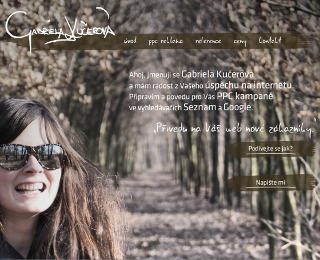 Gabriela Kučerová
úvod ppc reklama reference ceny kontakt
Ahoj, jmenuji se Gabriela Kučerová
a mám radost z Vašeho úspěchu na internetu.
Připravím a povedu pro Vás PPC kampaně
ve vyhledávačích Seznam a Google.
„Přivedu na Váš web nové zákazníky.“
Podívejte se jak?
Napište mi